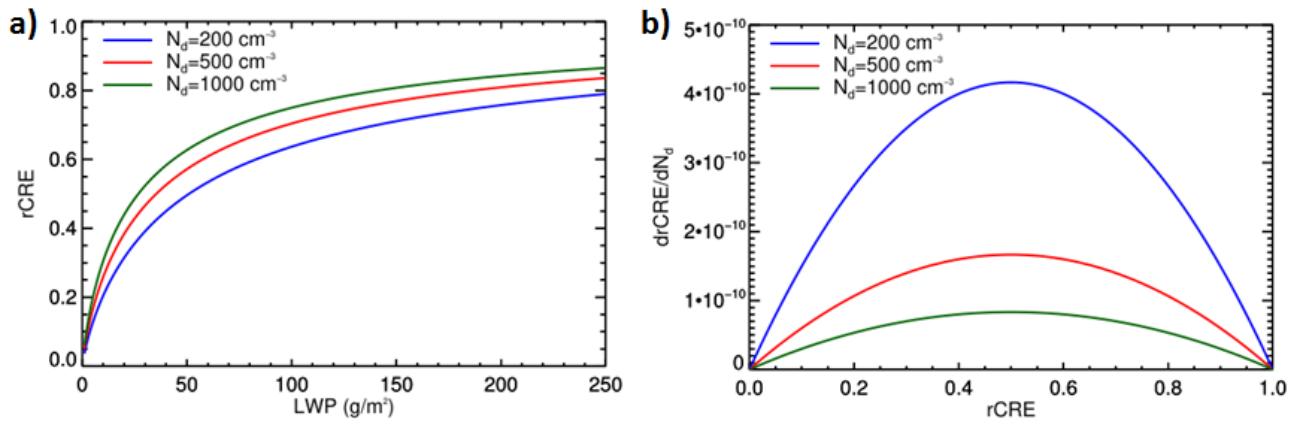 a)
N_d=200 cm⁻³
N_d=500 cm⁻³
N_d=1000 cm⁻³
1.0
0.8
0.6
0.4
0.2
0.0
rCRE
0 50 100 150 200 250
LWP (g/m²)
b)
N_d=200 cm⁻³
N_d=500 cm⁻³
N_d=1000 cm⁻³
5•10⁻¹⁰
4•10⁻¹⁰
3•10⁻¹⁰
2•10⁻¹⁰
1•10⁻¹⁰
0
drCRE/dN_d
0.0 0.2 0.4 0.6 0.8 1.0
rCRE